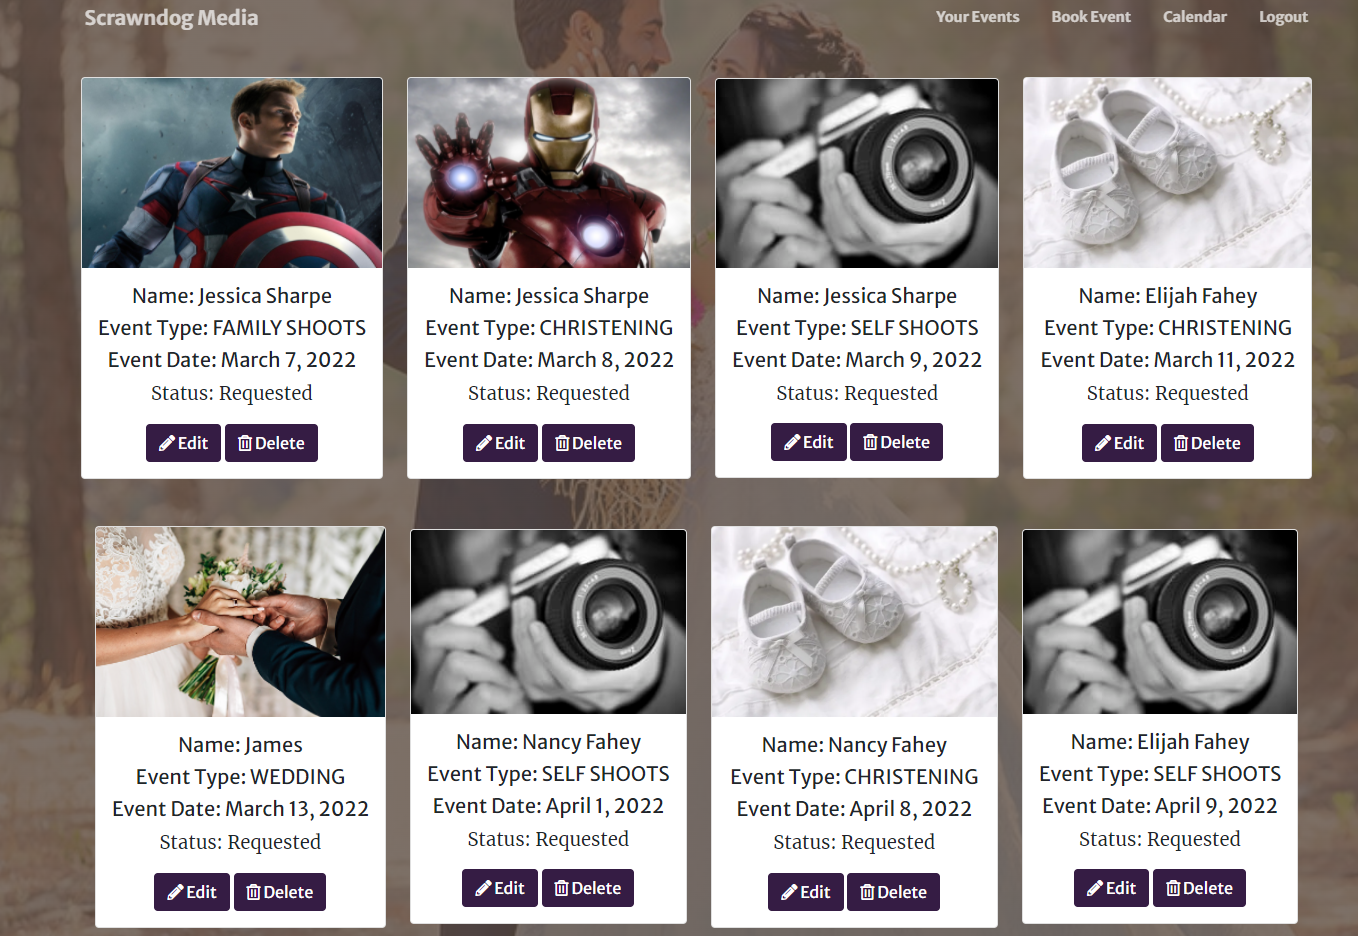 Scrawndog Media
Your Events Book Event Calendar Logout
Name: Jessica Sharpe
Event Type: FAMILY SHOOTS
Event Date: March 7, 2022
Status: Requested
Edit Delete
Name: Jessica Sharpe
Event Type: CHRISTENING
Event Date: March 8, 2022
Status: Requested
Edit Delete
Name: Jessica Sharpe
Event Type: SELF SHOOTS
Event Date: March 9, 2022
Status: Requested
Edit Delete
Name: Elijah Fahey
Event Type: CHRISTENING
Event Date: March 11, 2022
Status: Requested
Edit Delete
Name: James
Event Type: WEDDING
Event Date: March 13, 2022
Status: Requested
Edit Delete
Name: Nancy Fahey
Event Type: SELF SHOOTS
Event Date: April 1, 2022
Status: Requested
Edit Delete
Name: Nancy Fahey
Event Type: CHRISTENING
Event Date: April 8, 2022
Status: Requested
Edit Delete
Name: Elijah Fahey
Event Type: SELF SHOOTS
Event Date: April 9, 2022
Status: Requested
Edit Delete